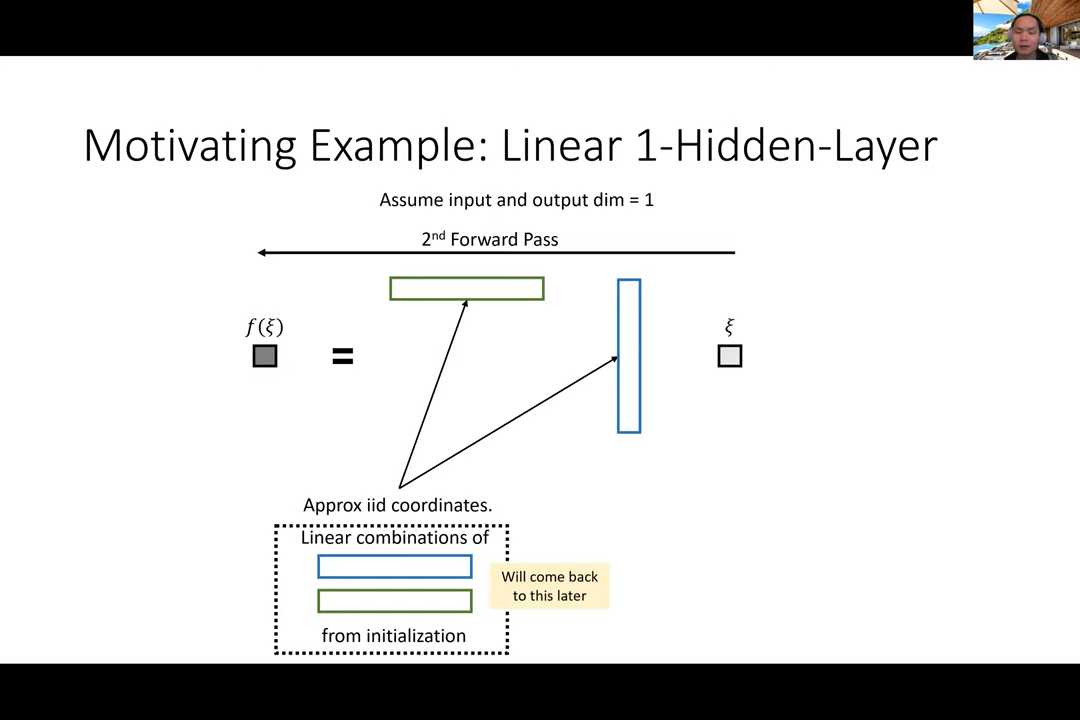 Motivating Example: Linear 1-Hidden-Layer
Assume input and output dim = 1
2nd Forward Pass
f(ξ)
=
ξ
Approx iid coordinates.
Linear combinations of
Will come back
to this later
from initialization